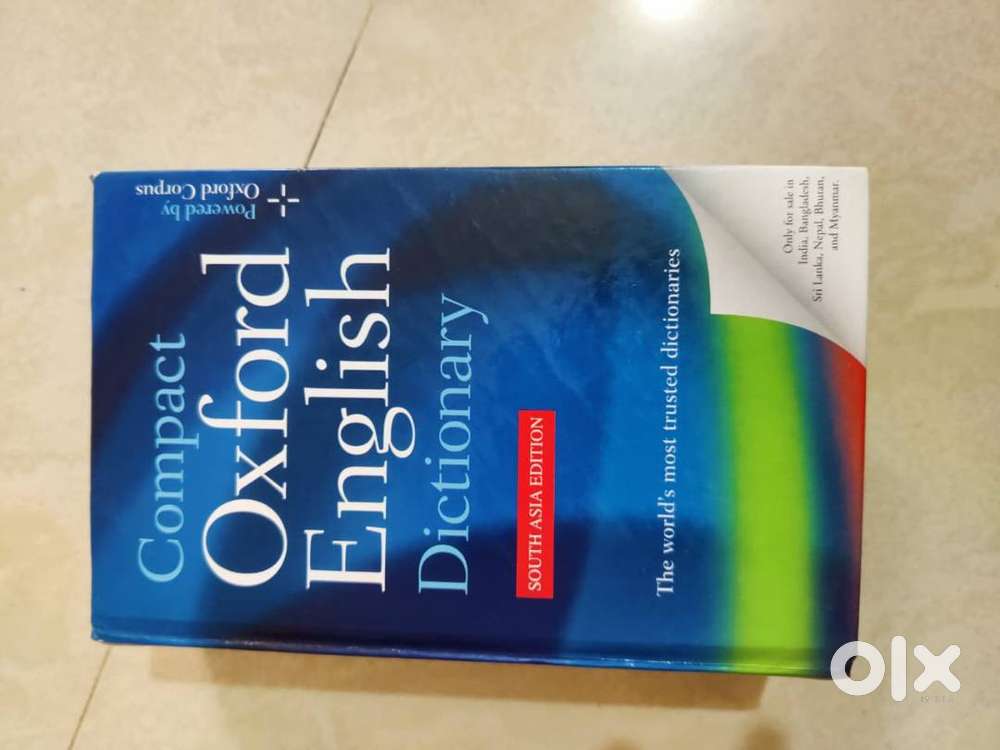 Powered by
Oxford Corpus
Compact
Oxford
English
Dictionary
SOUTH ASIA EDITION
The world's most trusted dictionaries
Only for sale in
India, Bangladesh,
Sri Lanka, Nepal, Bhutan,
and Myanmar.
olx